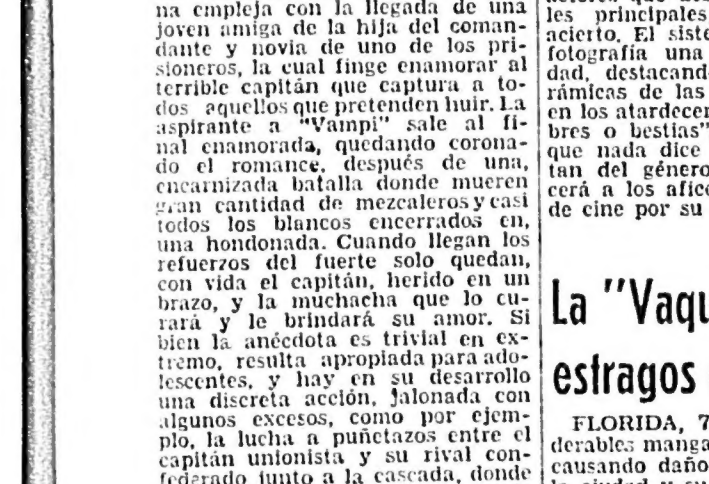 na empleja con la llegada de una
joven amiga de la hija del coman-
dante y novia de uno de los pri-
sioneros, la cual finge enamorar al
terrible capitán que captura a to-
dos aquellos que pretenden huir. La
aspirante a "Vampi" sale al fi-
nal enamorada, quedando corona-
do el romance, después de una,
encarnizada batalla donde mueren
gran cantidad de mezcaleros y casi
todos los blancos encerrados en,
una hondonada. Cuando llegan los
refuerzos del fuerte solo quedan,
con vida el capitán, herido en un
brazo, y la muchacha que lo cu-
rará y le brindará su amor. Si
bien la anécdota es trivial en ex-
tremo, resulta apropiada para ado-
lescentes, y hay en su desarrollo
una discreta acción, jalonada con
algunos excesos, como por ejem-
plo, la lucha a puñetazos entre el
capitán unionista y su rival con-
federado junto a la cascada, donde
les principales
acierto. El siste
fotografía una
dad, destacand
rámicas de las
en los atardecer
bres o bestias"
que nada dice
tan del género
cerá a los afic
de cine por su
La "Vaqu
estragos
FLORIDA, 7
derables manga
causando daño